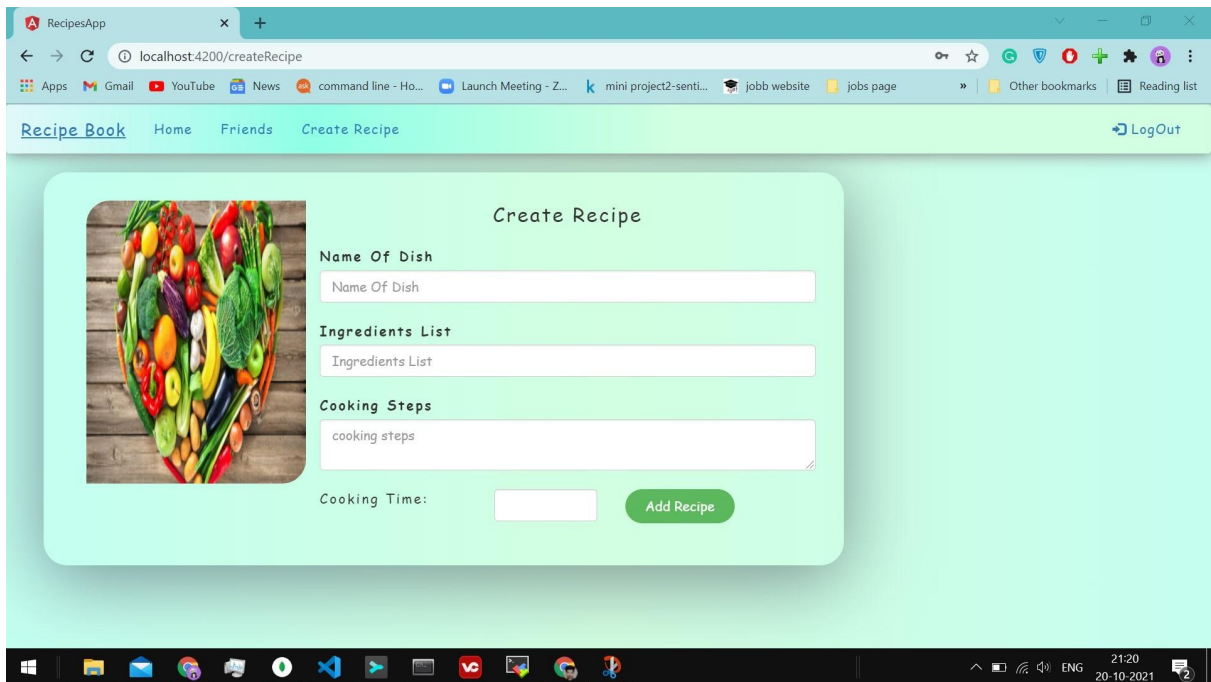 RecipesApp
localhost:4200/createRecipe
Apps Gmail YouTube News command line - Ho... Launch Meeting - Z... mini project2-senti... jobb website jobs page » Other bookmarks Reading list
Recipe Book Home Friends Create Recipe LogOut
Create Recipe
Name Of Dish
Name Of Dish
Ingredients List
Ingredients List
Cooking Steps
cooking steps
Cooking Time: Add Recipe
ENG 21:20
20-10-2021 2